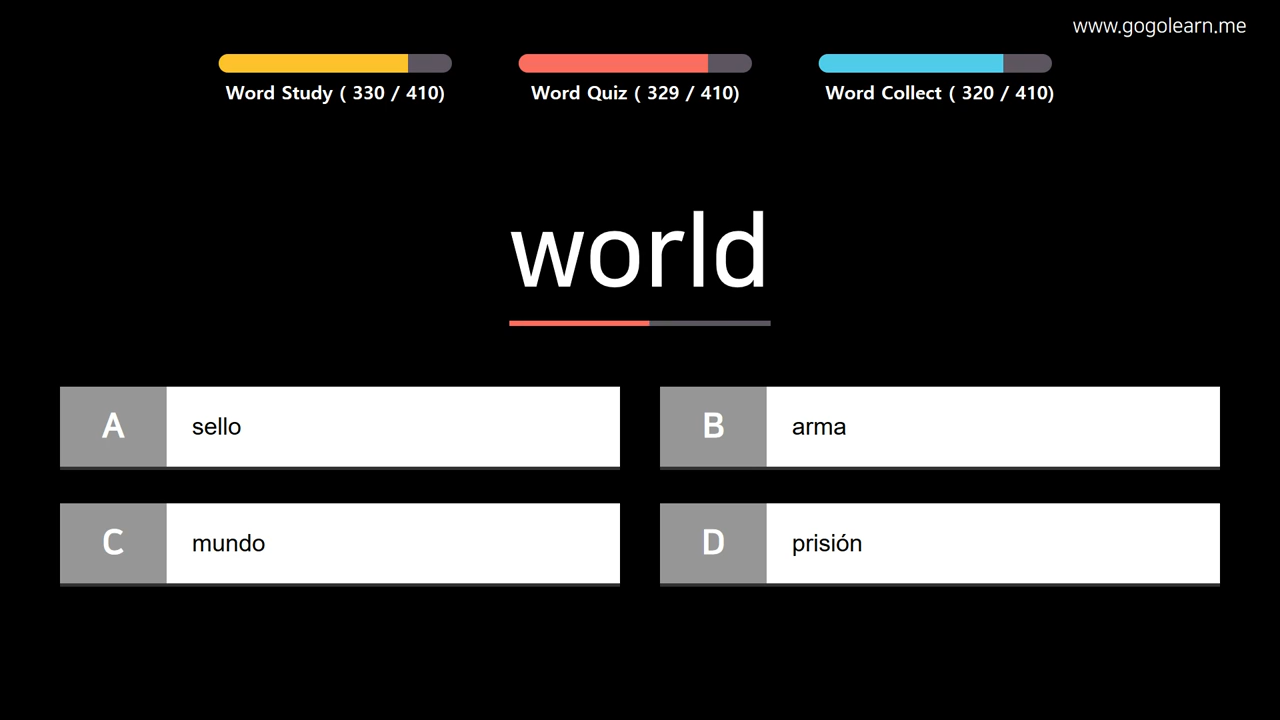 www.gogolearn.me
Word Study ( 330 / 410)
Word Quiz ( 329 / 410)
Word Collect ( 320 / 410)
world
A sello
B arma
C mundo
D prisión